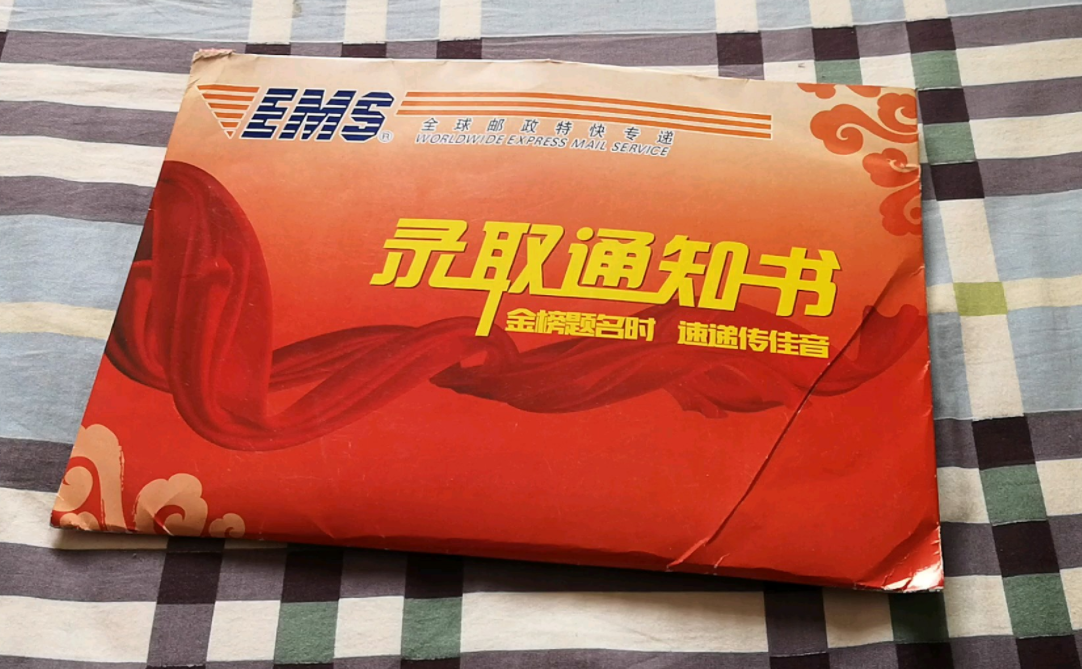 EMS®
全球邮政特快专递
WORLDWIDE EXPRESS MAIL SERVICE
录取通知书
金榜题名时 速递传佳音